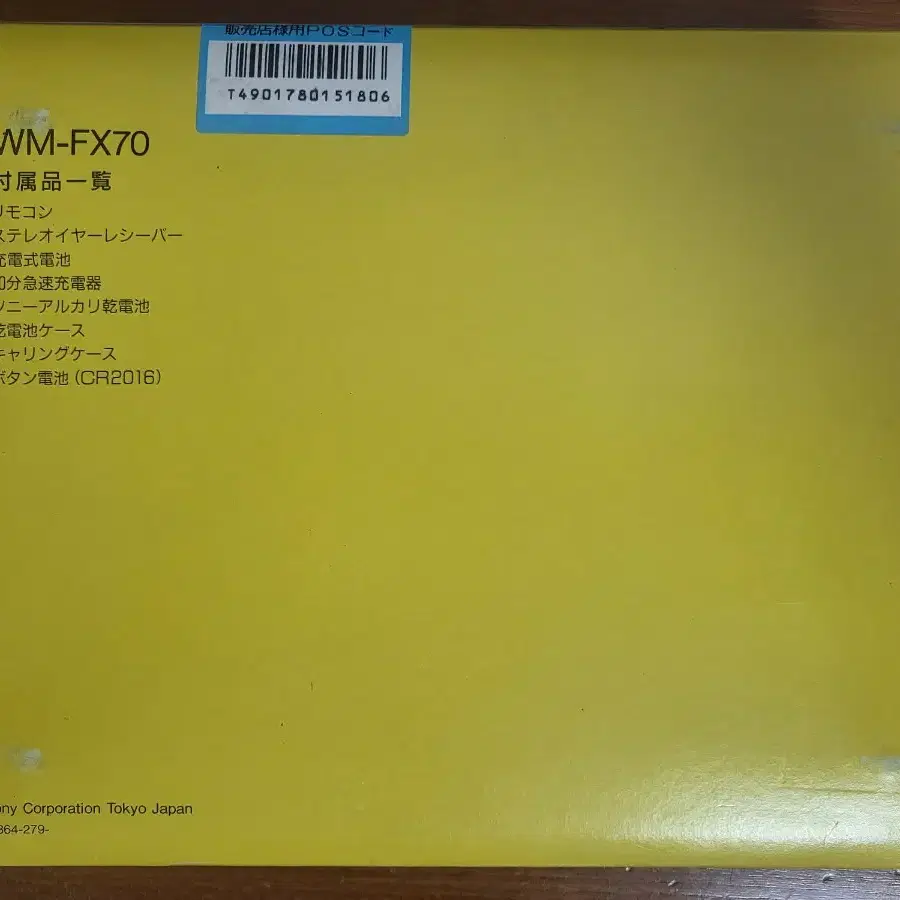 販売店様用POSコード
T4901780151806
WM-FX70
付属品一覧
リモコン
ステレオイヤーレシーバー
充電式電池
0分急速充電器
ソニーアルカリ乾電池
乾電池ケース
キャリングケース
ボタン電池(CR2016)
ny Corporation Tokyo Japan
864-279-